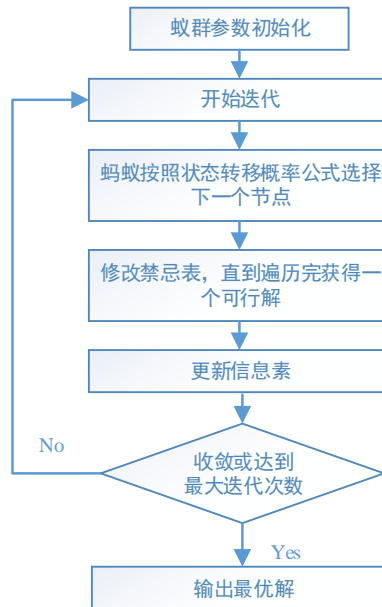 蚁群参数初始化
开始迭代
蚂蚁按照状态转移概率公式选择
下一个节点
修改禁忌表，直到遍历完获得一
个可行解
更新信息素
No
收敛或达到
最大迭代次数
Yes
输出最优解